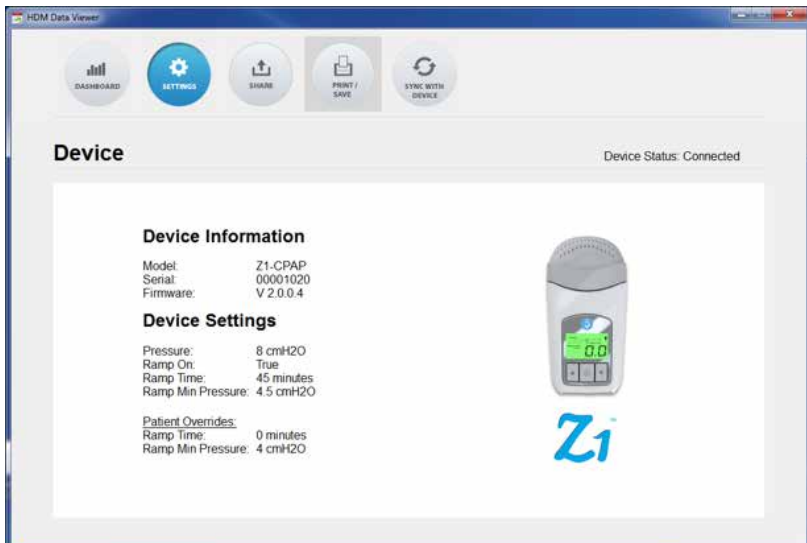 HDM Data Viewer
DASHBOARD
SETTINGS
SHARE
PRINT /
SAVE
SYNC WITH
DEVICE
Device
Device Status: Connected
Device Information
Model: Z1-CPAP
Serial: 00001020
Firmware: V 2.0.0.4
Device Settings
Pressure: 8 cmH2O
Ramp On: True
Ramp Time: 45 minutes
Ramp Min Pressure: 4.5 cmH2O
Patient Overrides:
Ramp Time: 0 minutes
Ramp Min Pressure: 4 cmH2O
0.0
Z1